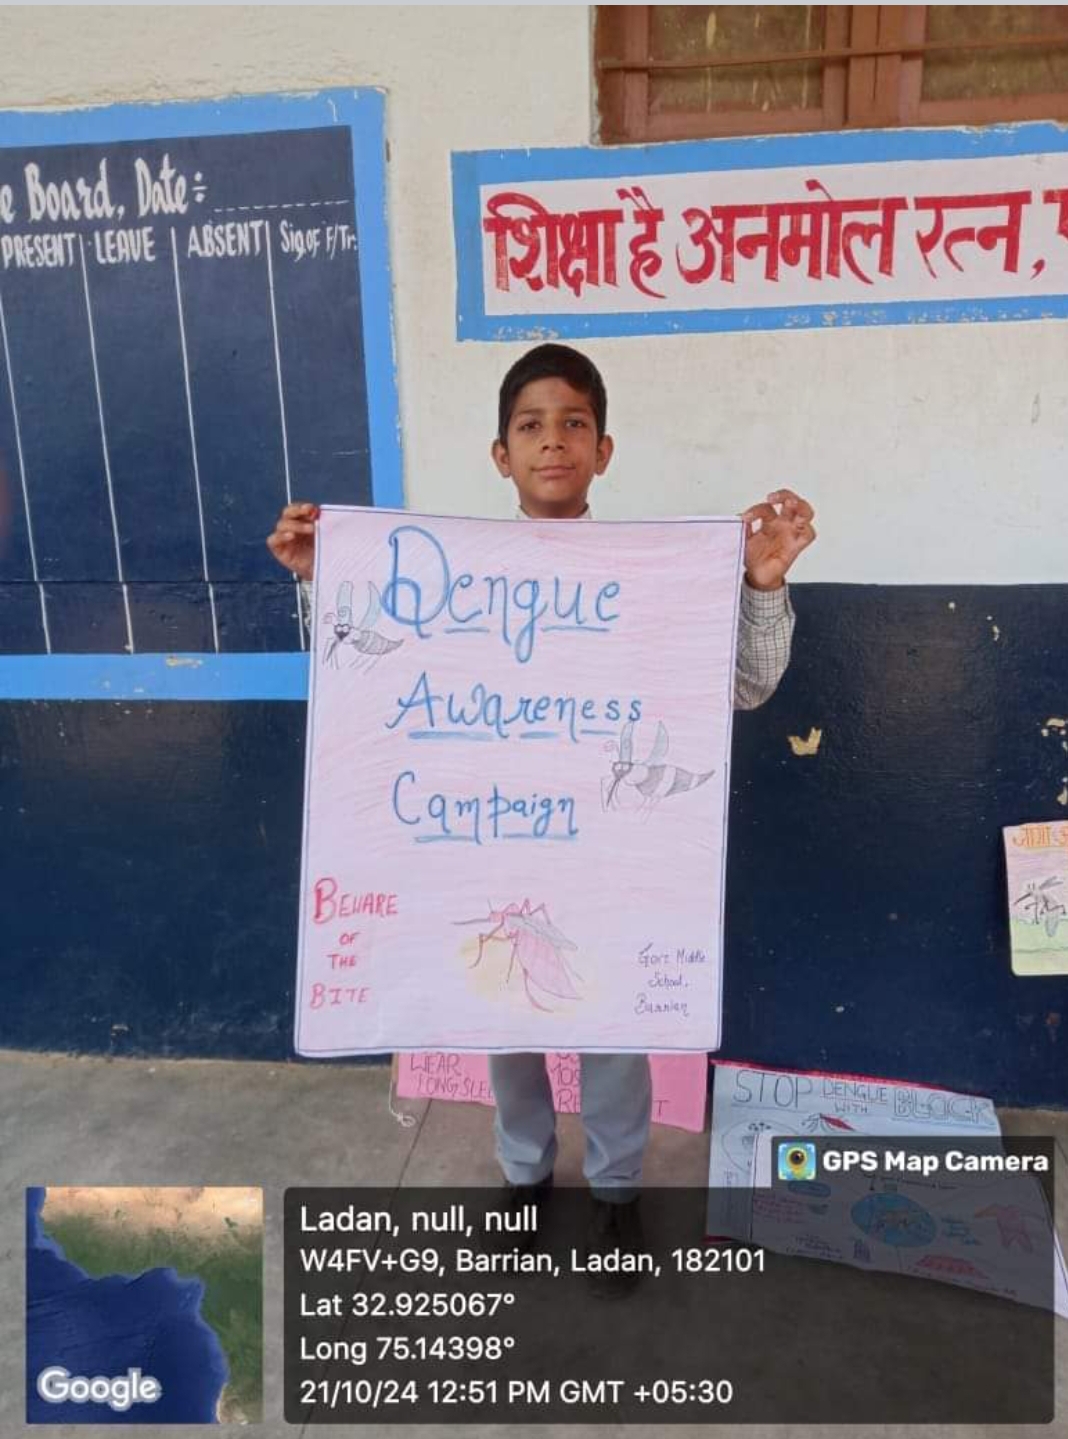 e Board, Date:
PRESENT LEAVE ABSENT Sig.of F/Tr.
शिक्षा है अनमोल रत्न,
Dengue
Awareness
Campaign
BEWARE
OF
THE
BITE
Govt Middle
School,
Barrian
WEAR
LONG SLEE
STOP DENGUE
WITH BLOCK
GPS Map Camera
Ladan, null, null
W4FV+G9, Barrian, Ladan, 182101
Lat 32.925067°
Long 75.14398°
21/10/24 12:51 PM GMT +05:30
Google